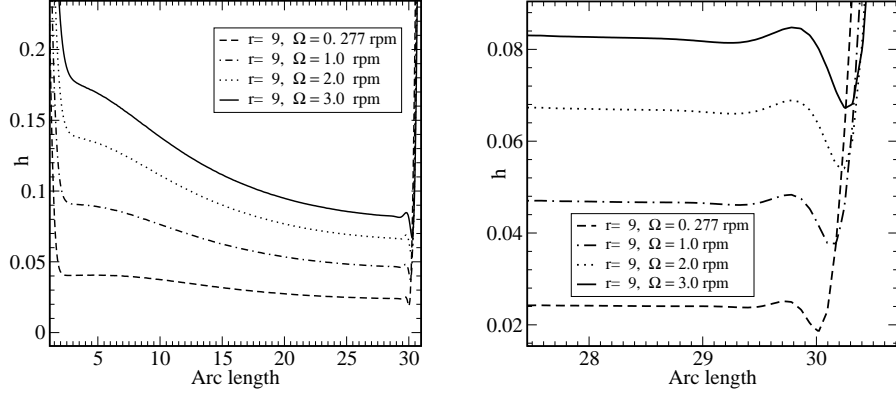 0.2
0.15
0.1
0.05
0
h
5 10 15 20 25 30
Arc length
r= 9, Ω = 0. 277 rpm
r= 9, Ω = 1.0 rpm
r= 9, Ω = 2.0 rpm
r= 9, Ω = 3.0 rpm
0.08
0.06
0.04
0.02
h
28 29 30
Arc length
r= 9, Ω = 0. 277 rpm
r= 9, Ω = 1.0 rpm
r= 9, Ω = 2.0 rpm
r= 9, Ω = 3.0 rpm